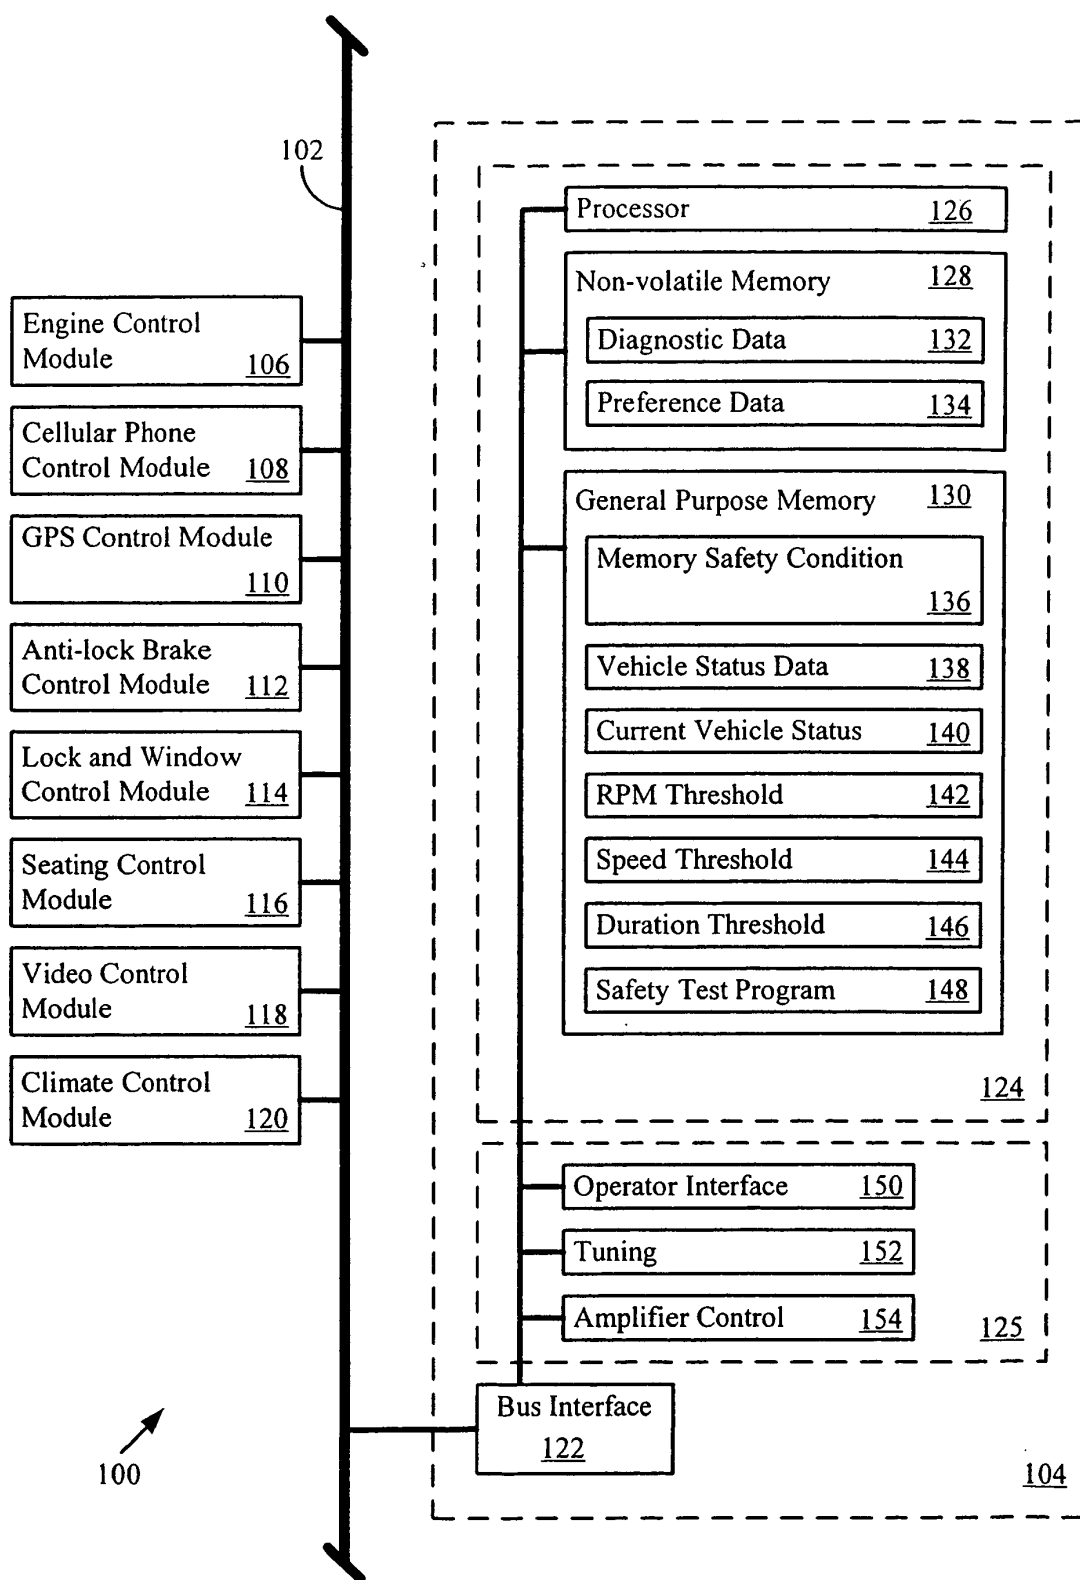 102
Engine Control
Module 106
Cellular Phone
Control Module 108
GPS Control Module
110
Anti-lock Brake
Control Module 112
Lock and Window
Control Module 114
Seating Control
Module 116
Video Control
Module 118
Climate Control
Module 120
100
Processor 126
Non-volatile Memory 128
Diagnostic Data 132
Preference Data 134
General Purpose Memory 130
Memory Safety Condition
136
Vehicle Status Data 138
Current Vehicle Status 140
RPM Threshold 142
Speed Threshold 144
Duration Threshold 146
Safety Test Program 148
124
Operator Interface 150
Tuning 152
Amplifier Control 154
125
Bus Interface
122
104